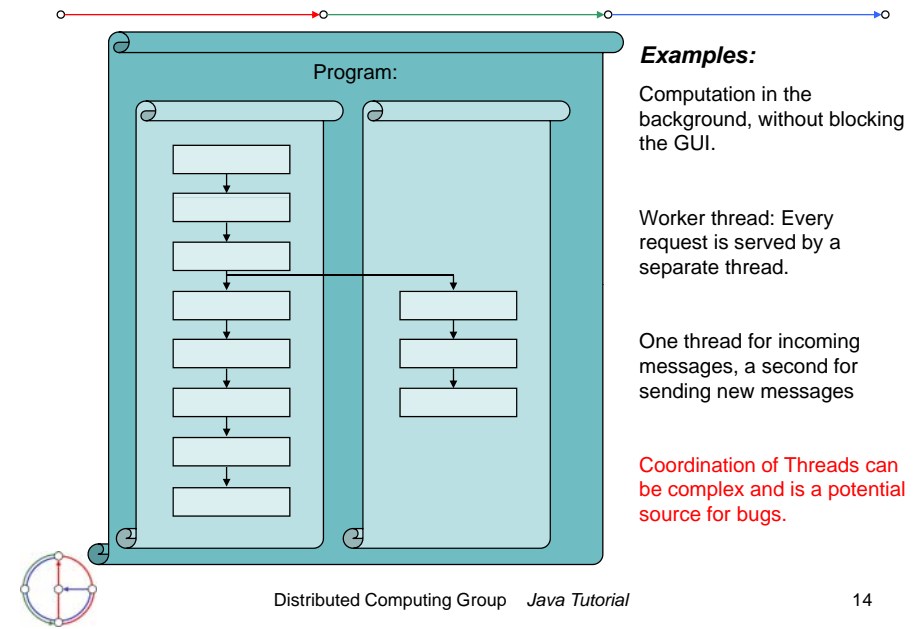 Program:
Examples:
Computation in the
background, without blocking
the GUI.
Worker thread: Every
request is served by a
separate thread.
One thread for incoming
messages, a second for
sending new messages
Coordination of Threads can
be complex and is a potential
source for bugs.
Distributed Computing Group Java Tutorial 14